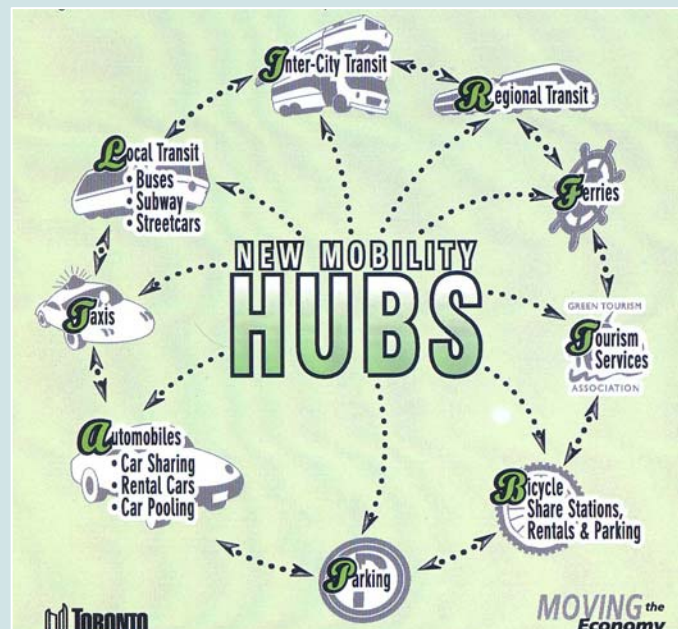 Inter-City Transit
Regional Transit
Local Transit
• Buses
• Subway
• Streetcars
Ferries
NEW MOBILITY
HUBS
Taxis
GREEN TOURISM
Tourism
Services
ASSOCIATION
Automobiles
• Car Sharing
• Rental Cars
• Car Pooling
Bicycle
Share Stations,
Rentals & Parking
Parking
TORONTO
MOVING the
Economy